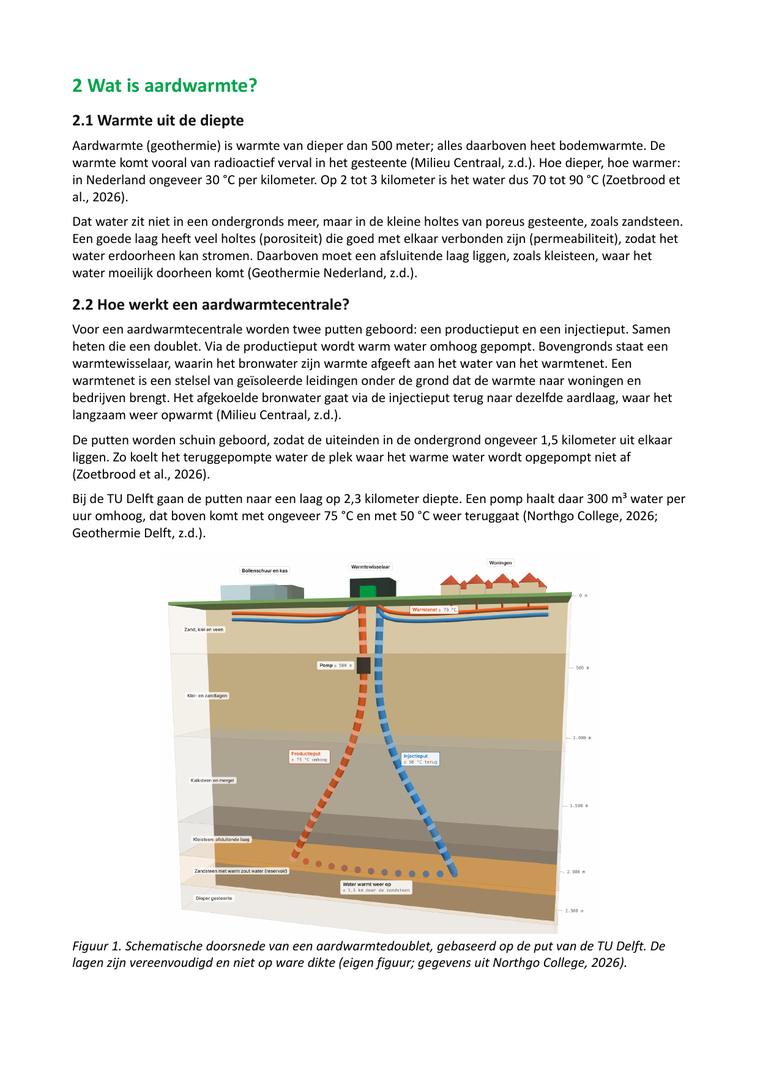 2 Wat is aardwarmte?
2.1 Warmte uit de diepte
Aardwarmte (geothermie) is warmte van dieper dan 500 meter; alles daarboven heet bodemwarmte. De
warmte komt vooral van radioactief verval in het gesteente (Milieu Centraal, z.d.). Hoe dieper, hoe warmer:
in Nederland ongeveer 30 °C per kilometer. Op 2 tot 3 kilometer is het water dus 70 tot 90 °C (Zoetbrood et
al., 2026).
Dat water zit niet in een ondergronds meer, maar in de kleine holtes van poreus gesteente, zoals zandsteen.
Een goede laag heeft veel holtes (porositeit) die goed met elkaar verbonden zijn (permeabiliteit), zodat het
water erdoorheen kan stromen. Daarboven moet een afsluitende laag liggen, zoals kleisteen, waar het
water moeilijk doorheen komt (Geothermie Nederland, z.d.).
2.2 Hoe werkt een aardwarmtecentrale?
Voor een aardwarmtecentrale worden twee putten geboord: een productieput en een injectieput. Samen
heten die een doublet. Via de productieput wordt warm water omhoog gepompt. Bovengronds staat een
warmtewisselaar, waarin het bronwater zijn warmte afgeeft aan het water van het warmtenet. Een
warmtenet is een stelsel van geïsoleerde leidingen onder de grond dat de warmte naar woningen en
bedrijven brengt. Het afgekoelde bronwater gaat via de injectieput terug naar dezelfde aardlaag, waar het
langzaam weer opwarmt (Milieu Centraal, z.d.).
De putten worden schuin geboord, zodat de uiteinden in de ondergrond ongeveer 1,5 kilometer uit elkaar
liggen. Zo koelt het teruggepompte water de plek waar het warme water wordt opgepompt niet af
(Zoetbrood et al., 2026).
Bij de TU Delft gaan de putten naar een laag op 2,3 kilometer diepte. Een pomp haalt daar 300 m³ water per
uur omhoog, dat boven komt met ongeveer 75 °C en met 50 °C weer teruggaat (Northgo College, 2026;
Geothermie Delft, z.d.).
Bollenschuur en kas
Warmtewisselaar
Woningen
0 m
Warmtenet ± 70 °C
Zand, klei en veen
Pomp ± 500 m
500 m
Klei- en zandlagen
1.000 m
Productieput
± 75 °C omhoog
Injectieput
± 50 °C terug
Kalksteen en mergel
1.500 m
Kleisteen: afsluitende laag
Zandsteen met warm zout water (reservoir)
2.000 m
Water warmt weer op
± 1,5 km door de zandsteen
Dieper gesteente
2.500 m
Figuur 1. Schematische doorsnede van een aardwarmtedoublet, gebaseerd op de put van de TU Delft. De
lagen zijn vereenvoudigd en niet op ware dikte (eigen figuur; gegevens uit Northgo College, 2026).